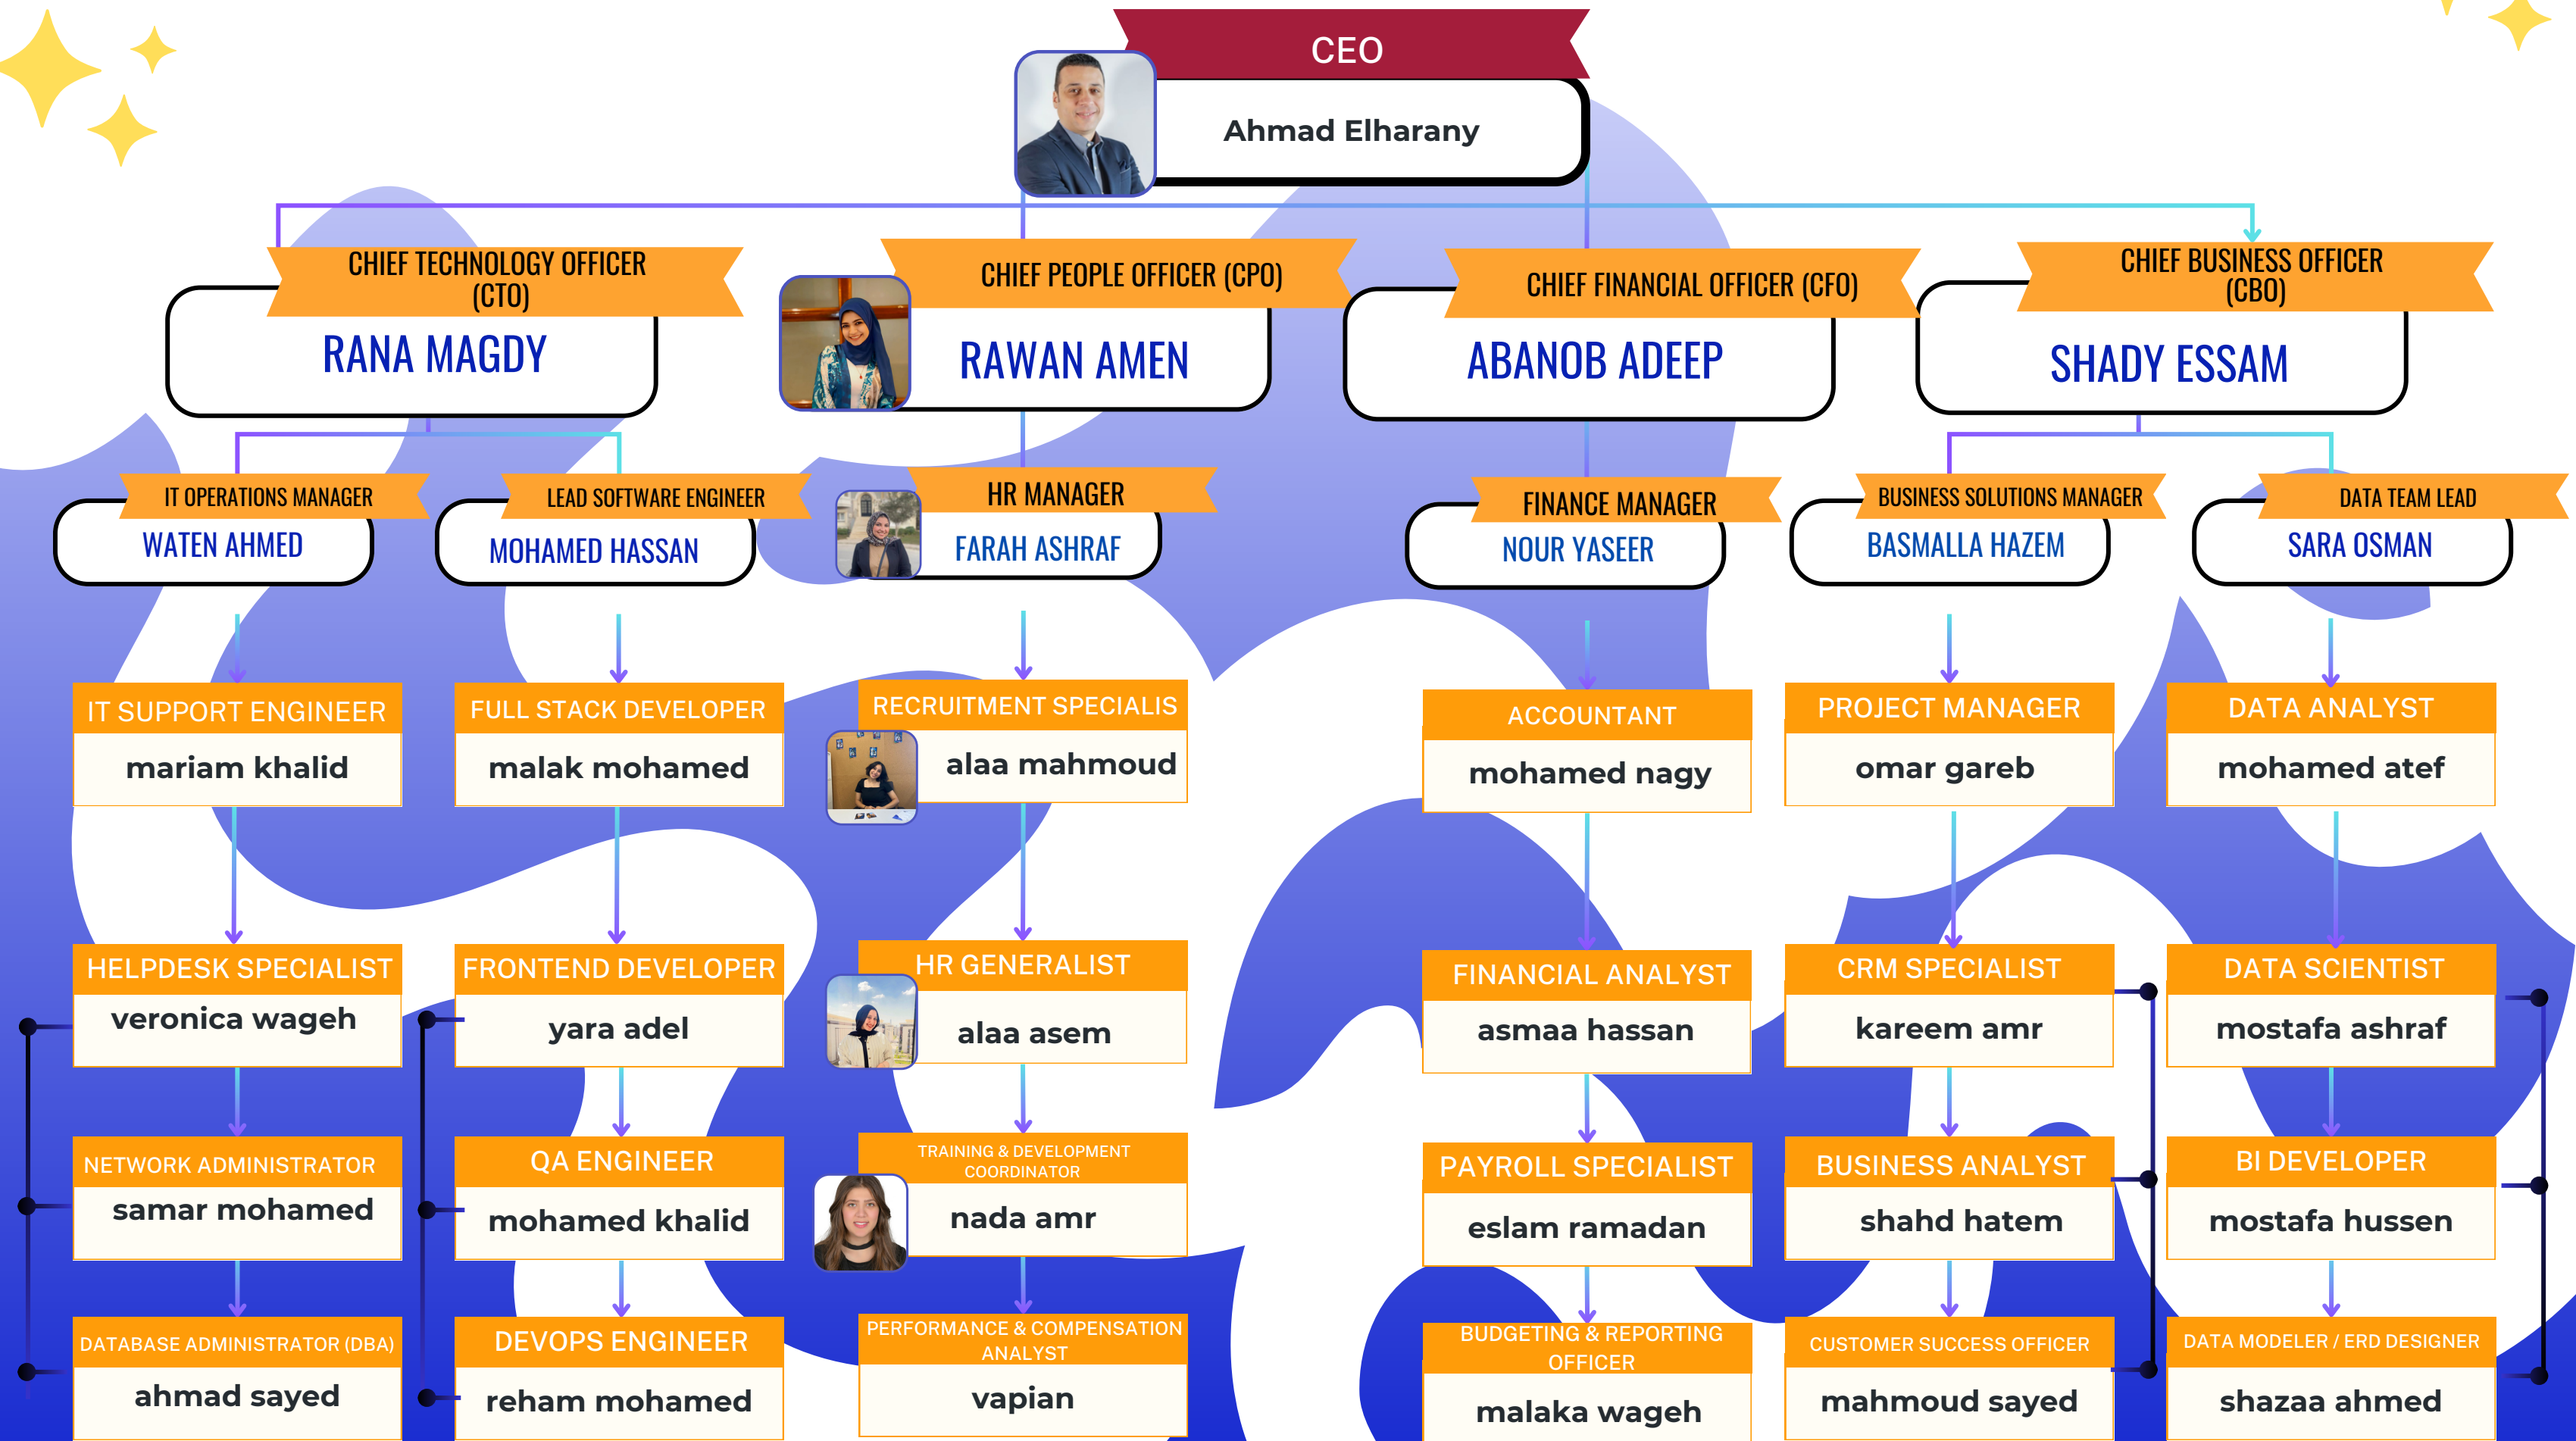 CEO
Ahmad Elharany
CHIEF TECHNOLOGY OFFICER
(CTO)
RANA MAGDY
CHIEF PEOPLE OFFICER (CPO)
RAWAN AMEN
CHIEF FINANCIAL OFFICER (CFO)
ABANOB ADEEP
CHIEF BUSINESS OFFICER
(CBO)
SHADY ESSAM
IT OPERATIONS MANAGER
WATEN AHMED
LEAD SOFTWARE ENGINEER
MOHAMED HASSAN
HR MANAGER
FARAH ASHRAF
FINANCE MANAGER
NOUR YASEER
BUSINESS SOLUTIONS MANAGER
BASMALLA HAZEM
DATA TEAM LEAD
SARA OSMAN
IT SUPPORT ENGINEER
mariam khalid
FULL STACK DEVELOPER
malak mohamed
RECRUITMENT SPECIALIS
alaa mahmoud
ACCOUNTANT
mohamed nagy
PROJECT MANAGER
omar gareb
DATA ANALYST
mohamed atef
HELPDESK SPECIALIST
veronica wageh
FRONTEND DEVELOPER
yara adel
HR GENERALIST
alaa asem
FINANCIAL ANALYST
asmaa hassan
CRM SPECIALIST
kareem amr
DATA SCIENTIST
mostafa ashraf
NETWORK ADMINISTRATOR
samar mohamed
QA ENGINEER
mohamed khalid
TRAINING & DEVELOPMENT
COORDINATOR
nada amr
PAYROLL SPECIALIST
eslam ramadan
BUSINESS ANALYST
shahd hatem
BI DEVELOPER
mostafa hussen
DATABASE ADMINISTRATOR (DBA)
ahmad sayed
DEVOPS ENGINEER
reham mohamed
PERFORMANCE & COMPENSATION
ANALYST
vapian
BUDGETING & REPORTING
OFFICER
malaka wageh
CUSTOMER SUCCESS OFFICER
mahmoud sayed
DATA MODELER / ERD DESIGNER
shazaa ahmed